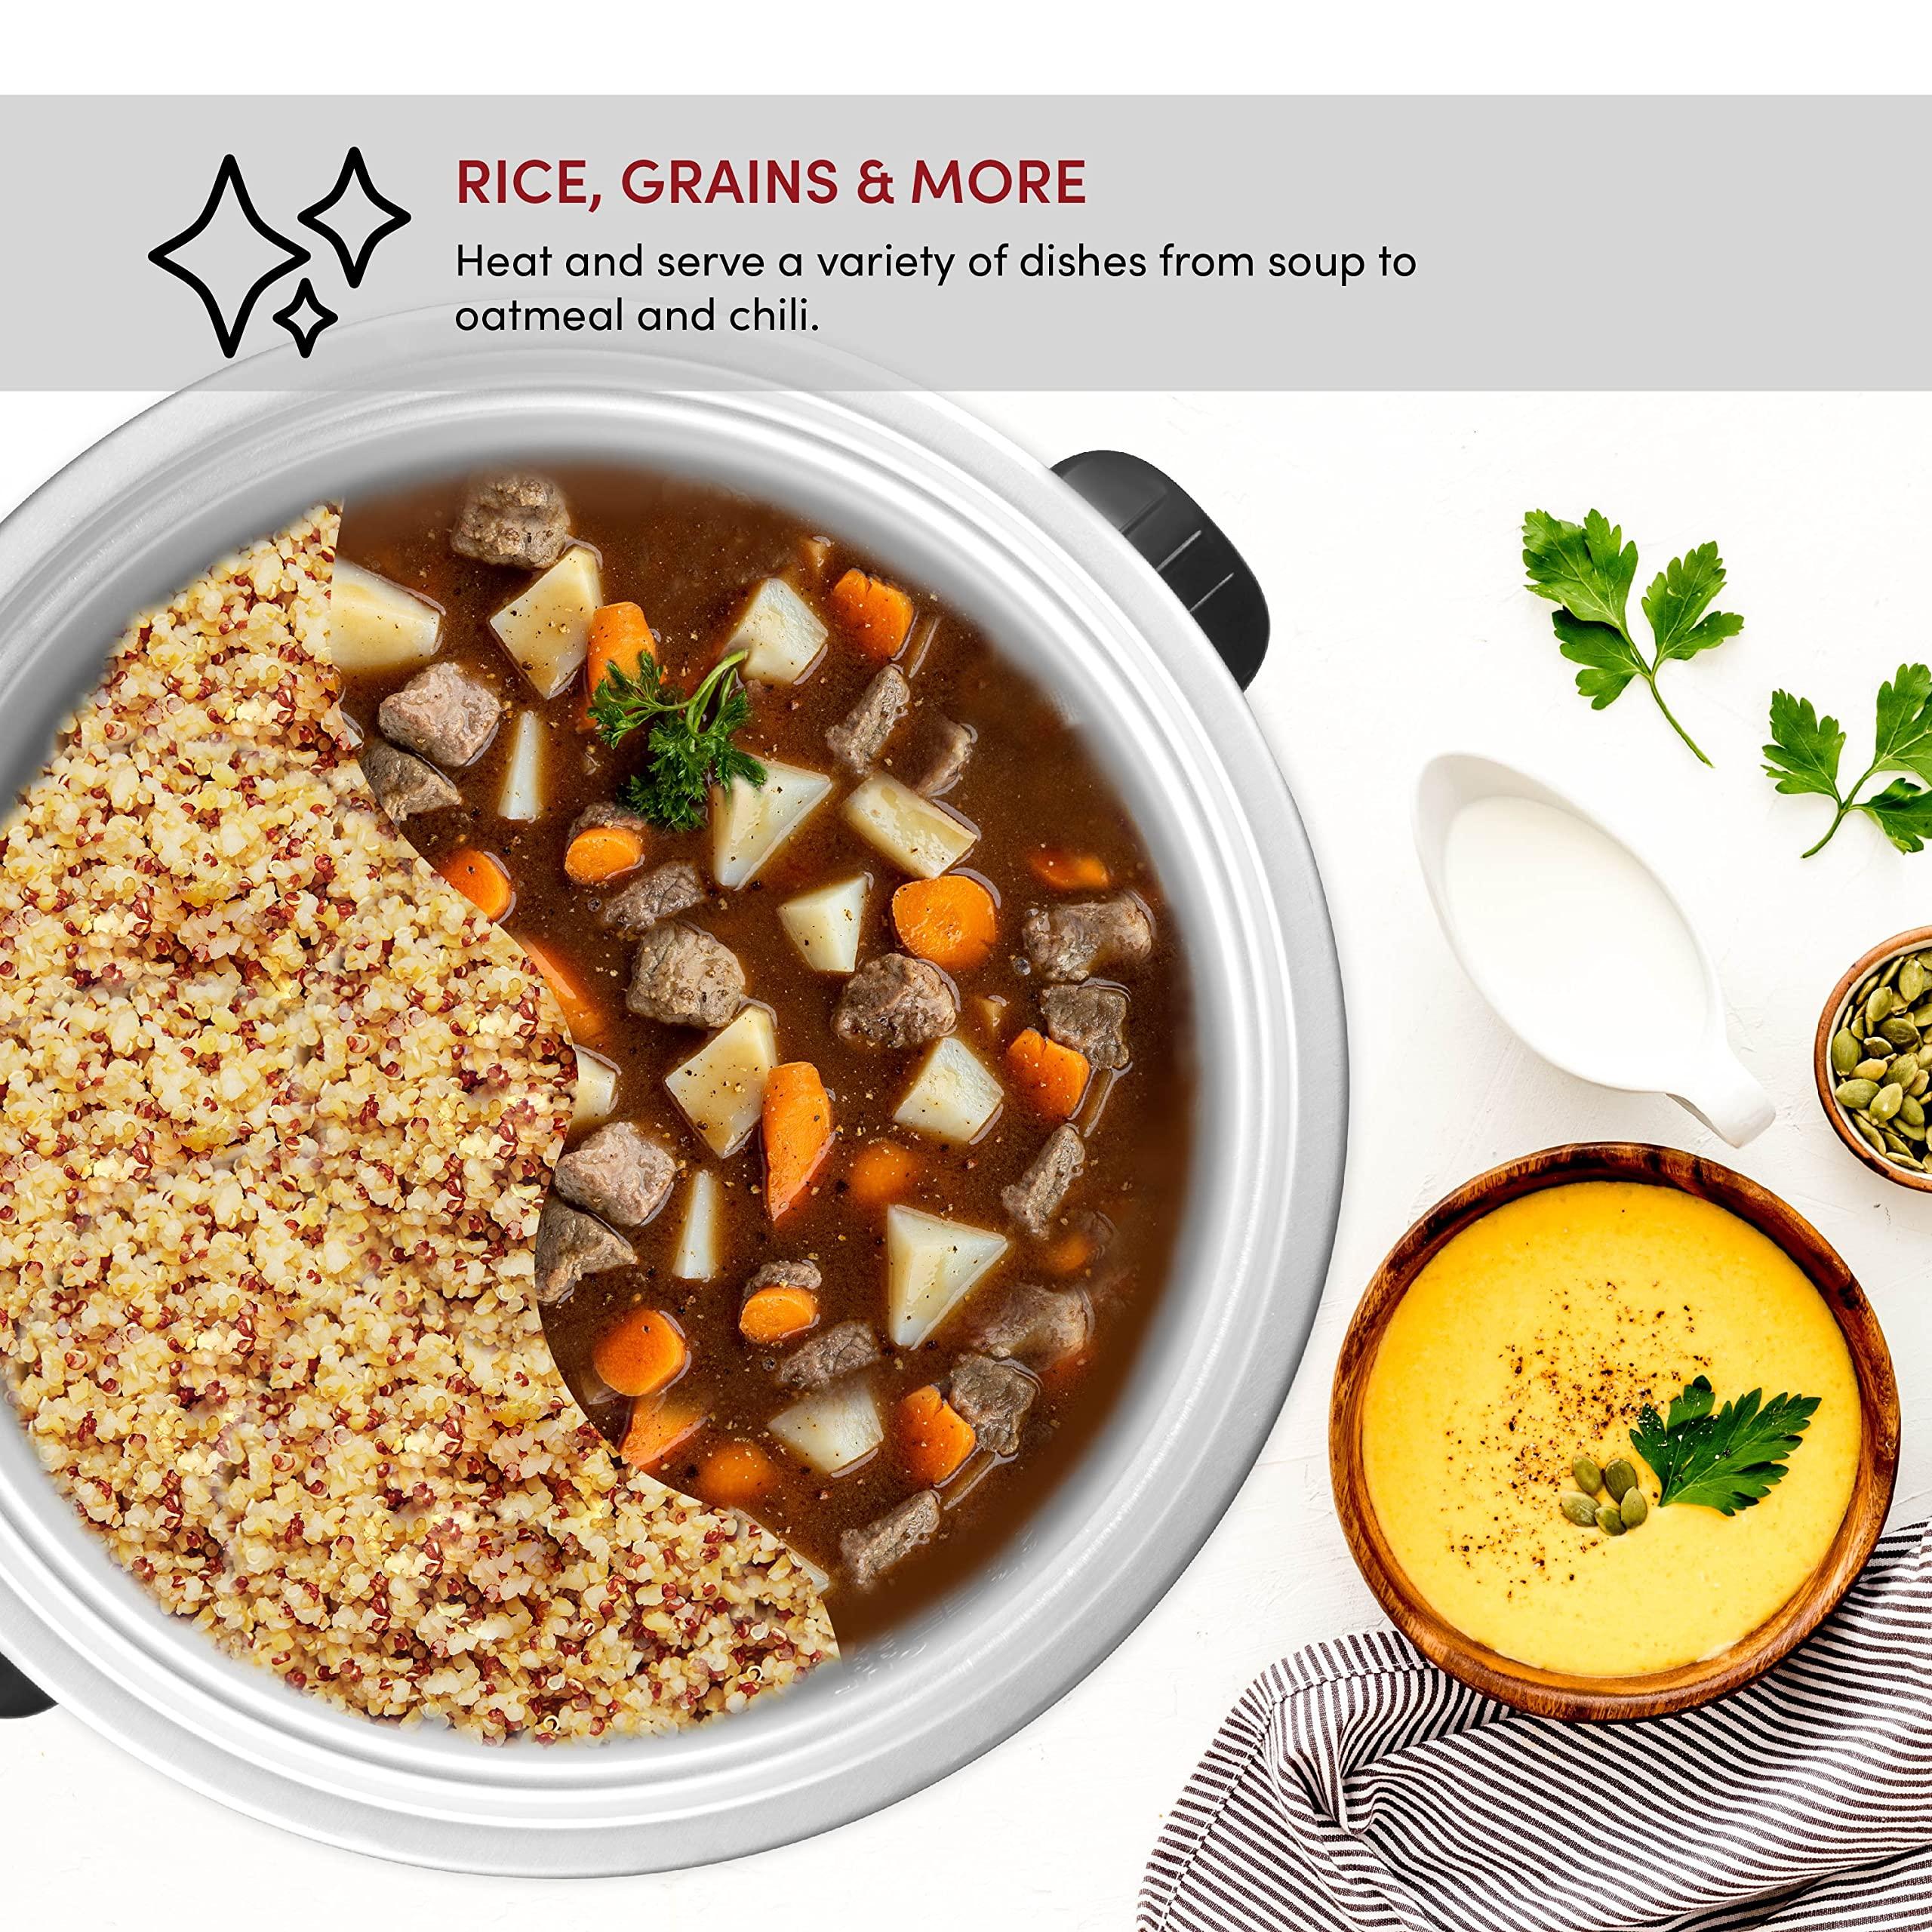 RICE, GRAINS & MORE
Heat and serve a variety of dishes from soup to
oatmeal and chili.